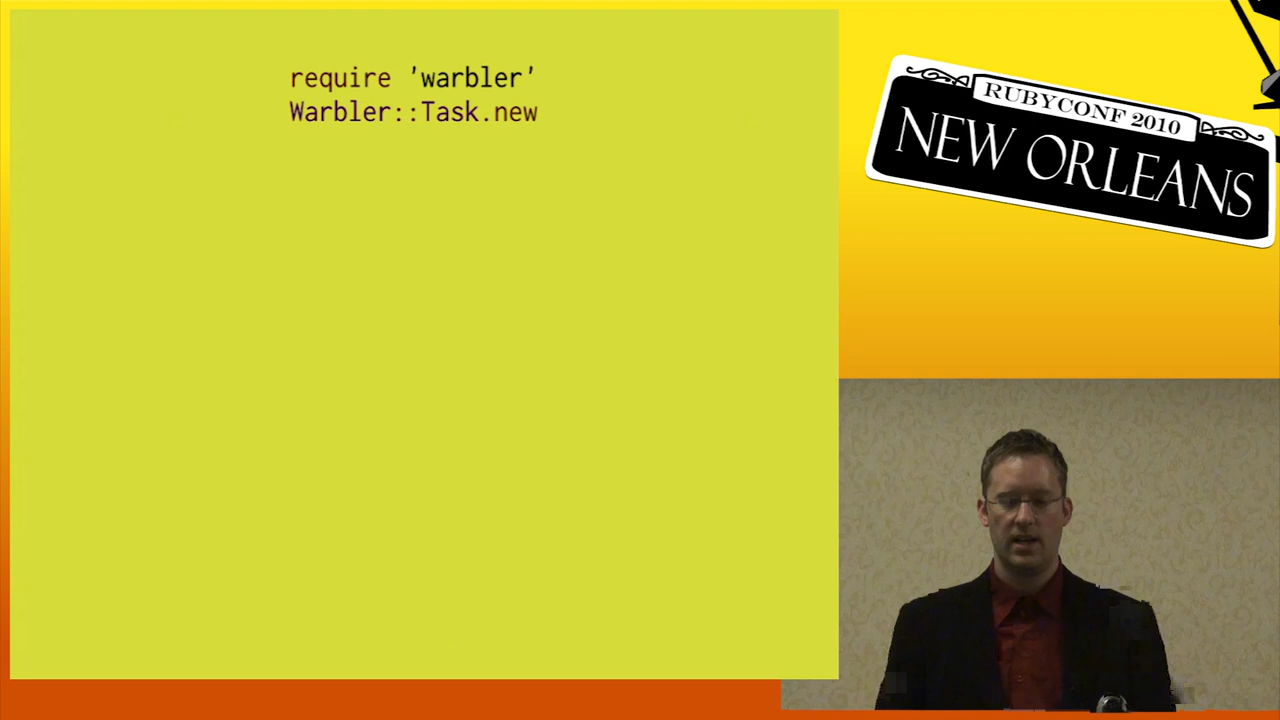 require 'warbler'
Warbler::Task.new
RUBYCONF 2010
NEW ORLEANS